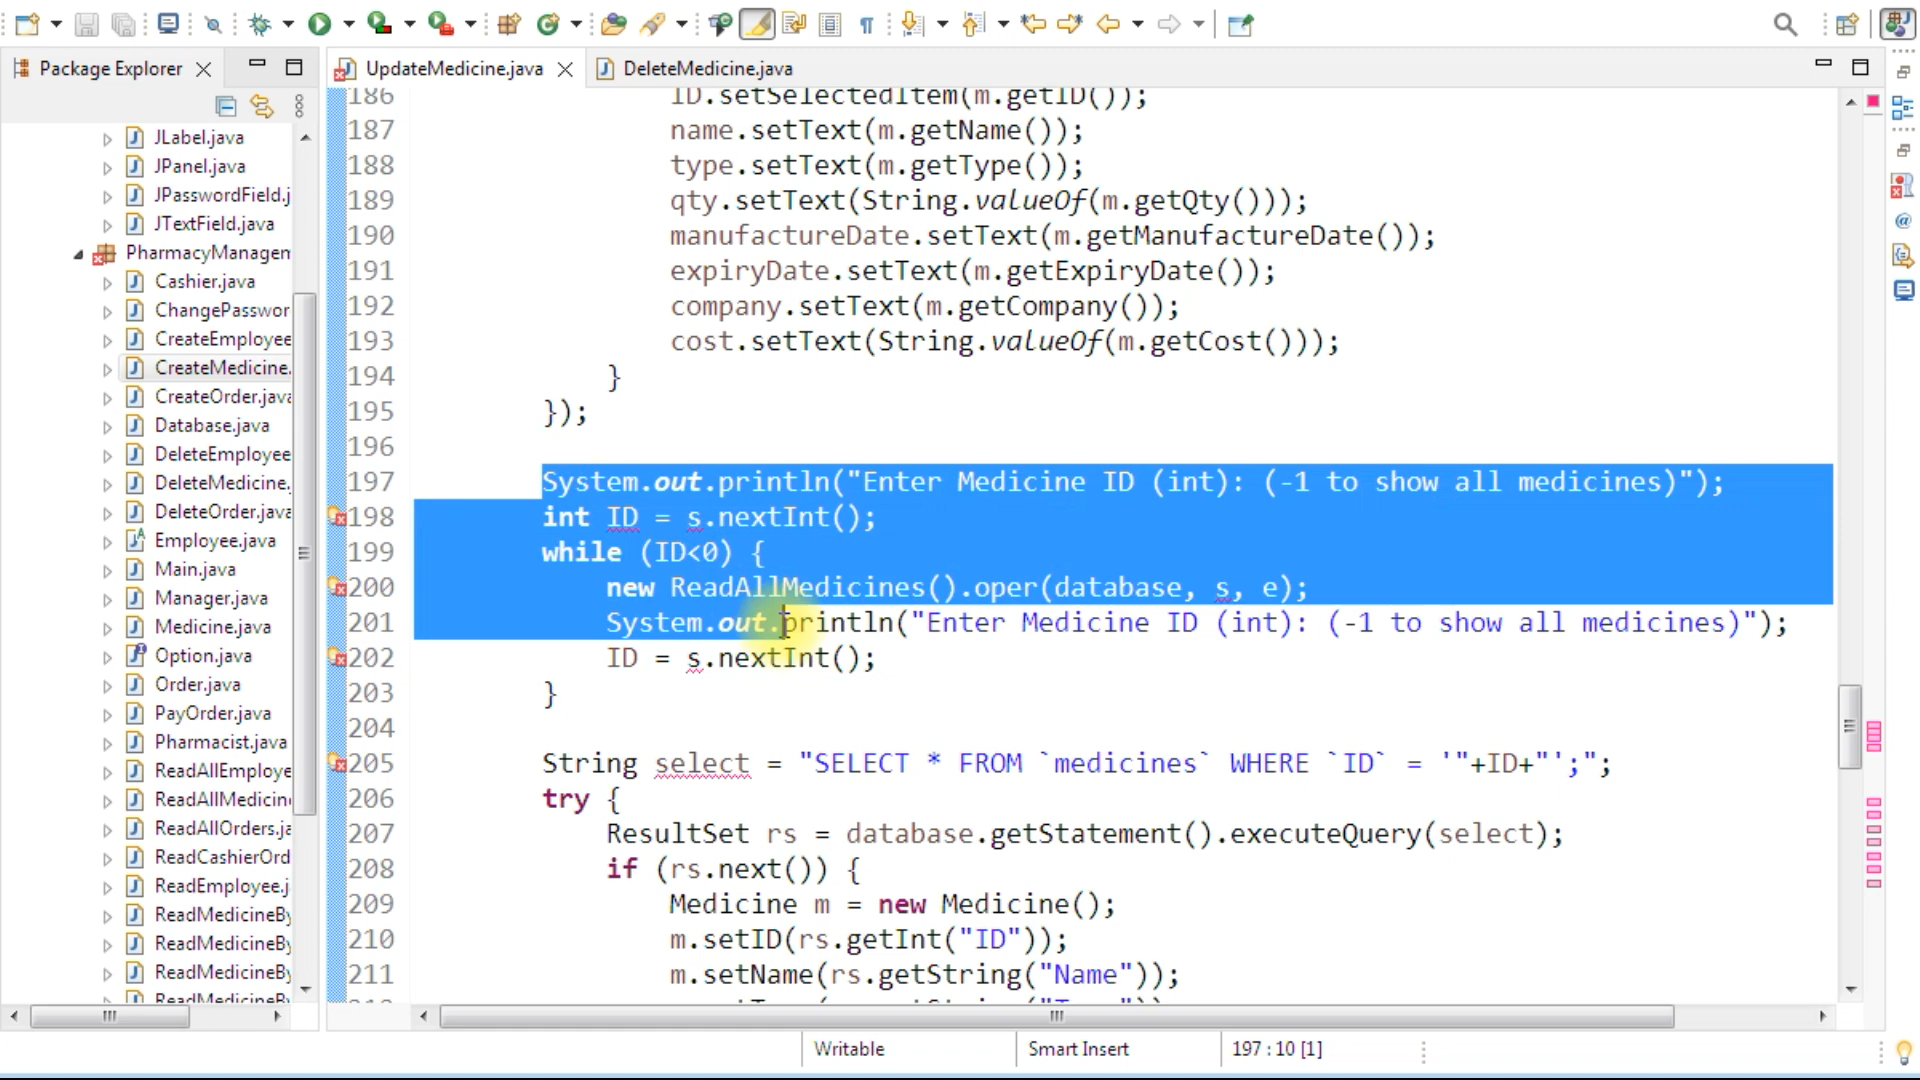 Package Explorer
UpdateMedicine.java
DeleteMedicine.java
JLabel.java
JPanel.java
JPasswordField.j
JTextField.java
PharmacyManagem
Cashier.java
ChangePasswor
CreateEmployee
CreateMedicine.
CreateOrder.java
Database.java
DeleteEmployee
DeleteMedicine.
DeleteOrder.java
Employee.java
Main.java
Manager.java
Medicine.java
Option.java
Order.java
PayOrder.java
Pharmacist.java
ReadAllEmploye
ReadAllMedicin
ReadAllOrders.ja
ReadCashierOrd
ReadEmployee.j
ReadMedicineBy
ReadMedicineBy
ReadMedicineBy
ReadMedicineBy
186 ID.setSelectedItem(m.getID());
187 name.setText(m.getName());
188 type.setText(m.getType());
189 qty.setText(String.valueOf(m.getQty()));
190 manufactureDate.setText(m.getManufactureDate());
191 expiryDate.setText(m.getExpiryDate());
192 company.setText(m.getCompany());
193 cost.setText(String.valueOf(m.getCost()));
194 }
195 });
196
197 System.out.println("Enter Medicine ID (int): (-1 to show all medicines)");
198 int ID = s.nextInt();
199 while (ID<0) {
200 new ReadAllMedicines().oper(database, s, e);
201 System.out.println("Enter Medicine ID (int): (-1 to show all medicines)");
202 ID = s.nextInt();
203 }
204
205 String select = "SELECT * FROM `medicines` WHERE `ID` = '"+ID+"';";
206 try {
207 ResultSet rs = database.getStatement().executeQuery(select);
208 if (rs.next()) {
209 Medicine m = new Medicine();
210 m.setID(rs.getInt("ID"));
211 m.setName(rs.getString("Name"));
Writable
Smart Insert
197 : 10 [1]